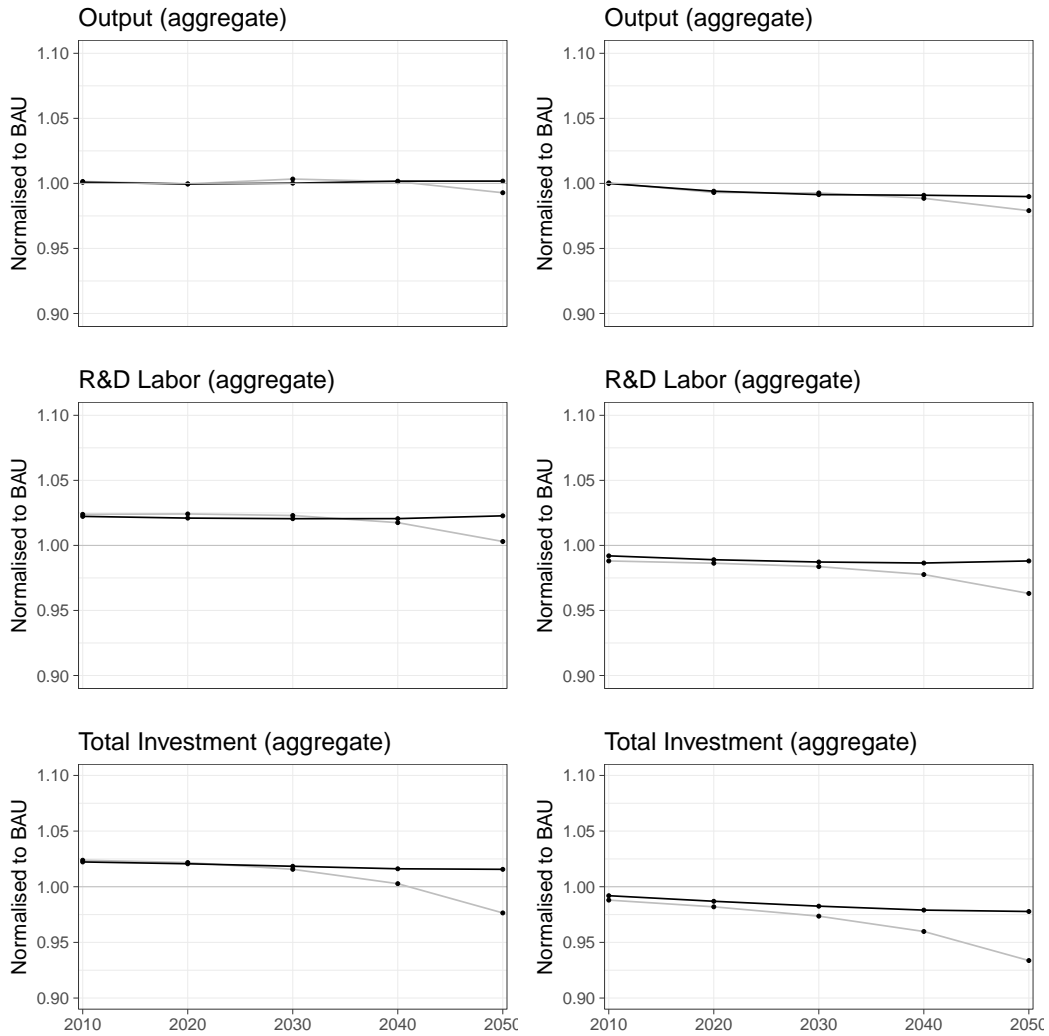 Output (aggregate)
Output (aggregate)
Normalised to BAU
1.10
1.05
1.00
0.95
0.90
Normalised to BAU
1.10
1.05
1.00
0.95
0.90
R&D Labor (aggregate)
R&D Labor (aggregate)
Normalised to BAU
1.10
1.05
1.00
0.95
0.90
Normalised to BAU
1.10
1.05
1.00
0.95
0.90
Total Investment (aggregate)
Total Investment (aggregate)
Normalised to BAU
1.10
1.05
1.00
0.95
0.90
Normalised to BAU
1.10
1.05
1.00
0.95
0.90
2010 2020 2030 2040 2050
2010 2020 2030 2040 2050